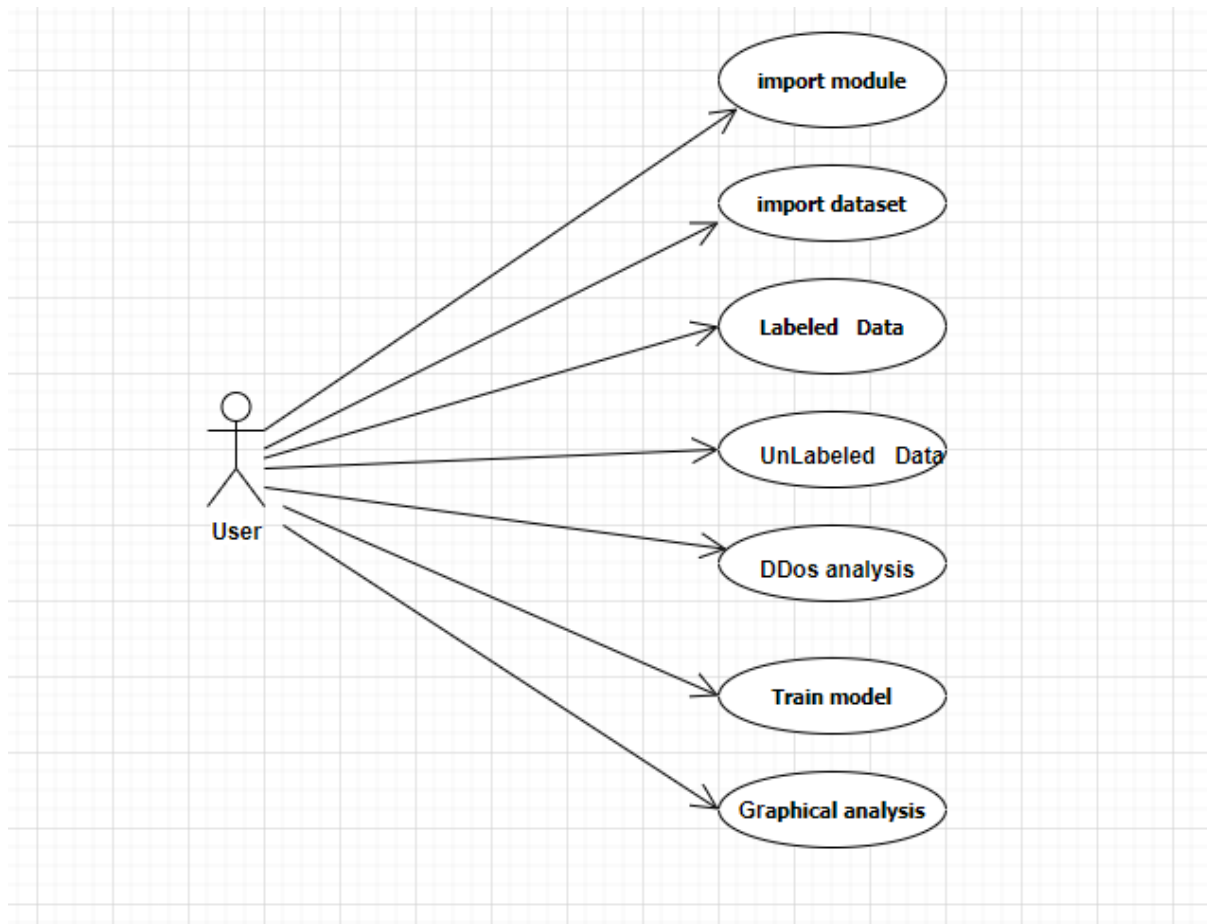 import module
import dataset
Labeled Data
UnLabeled Data
User
DDos analysis
Train model
Graphical analysis